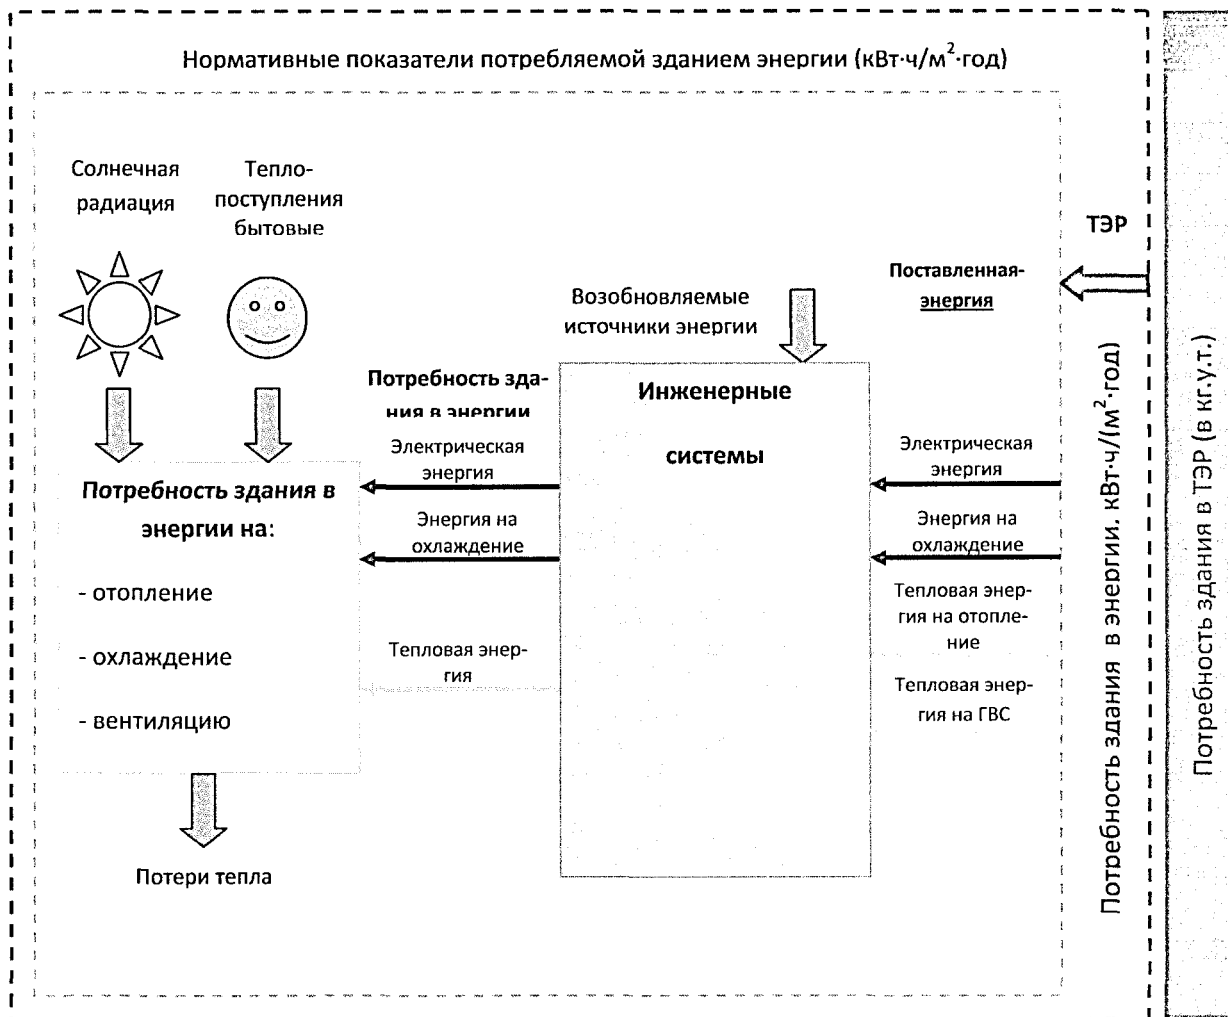 Нормативные показатели потребляемой зданием энергии (кВт·ч/м²·год)
Солнечная
радиация
Тепло-
поступления
бытовые
Возобновляемые
источники энергии
Поставленная-
энергия
ТЭР
Потребность зда-
ния в энергии
Электрическая
энергия
Энергия на
охлаждение
Тепловая энер-
гия
Инженерные
системы
Электрическая
энергия
Энергия на
охлаждение
Тепловая энер-
гия на отопле-
ние
Тепловая энер-
гия на ГВС
Потребность здания в
энергии на:
- отопление
- охлаждение
- вентиляцию
Потери тепла
Потребность здания в энергии. кВт·ч/(м²·год)
Потребность здания в ТЭР (в кг.у.т.)